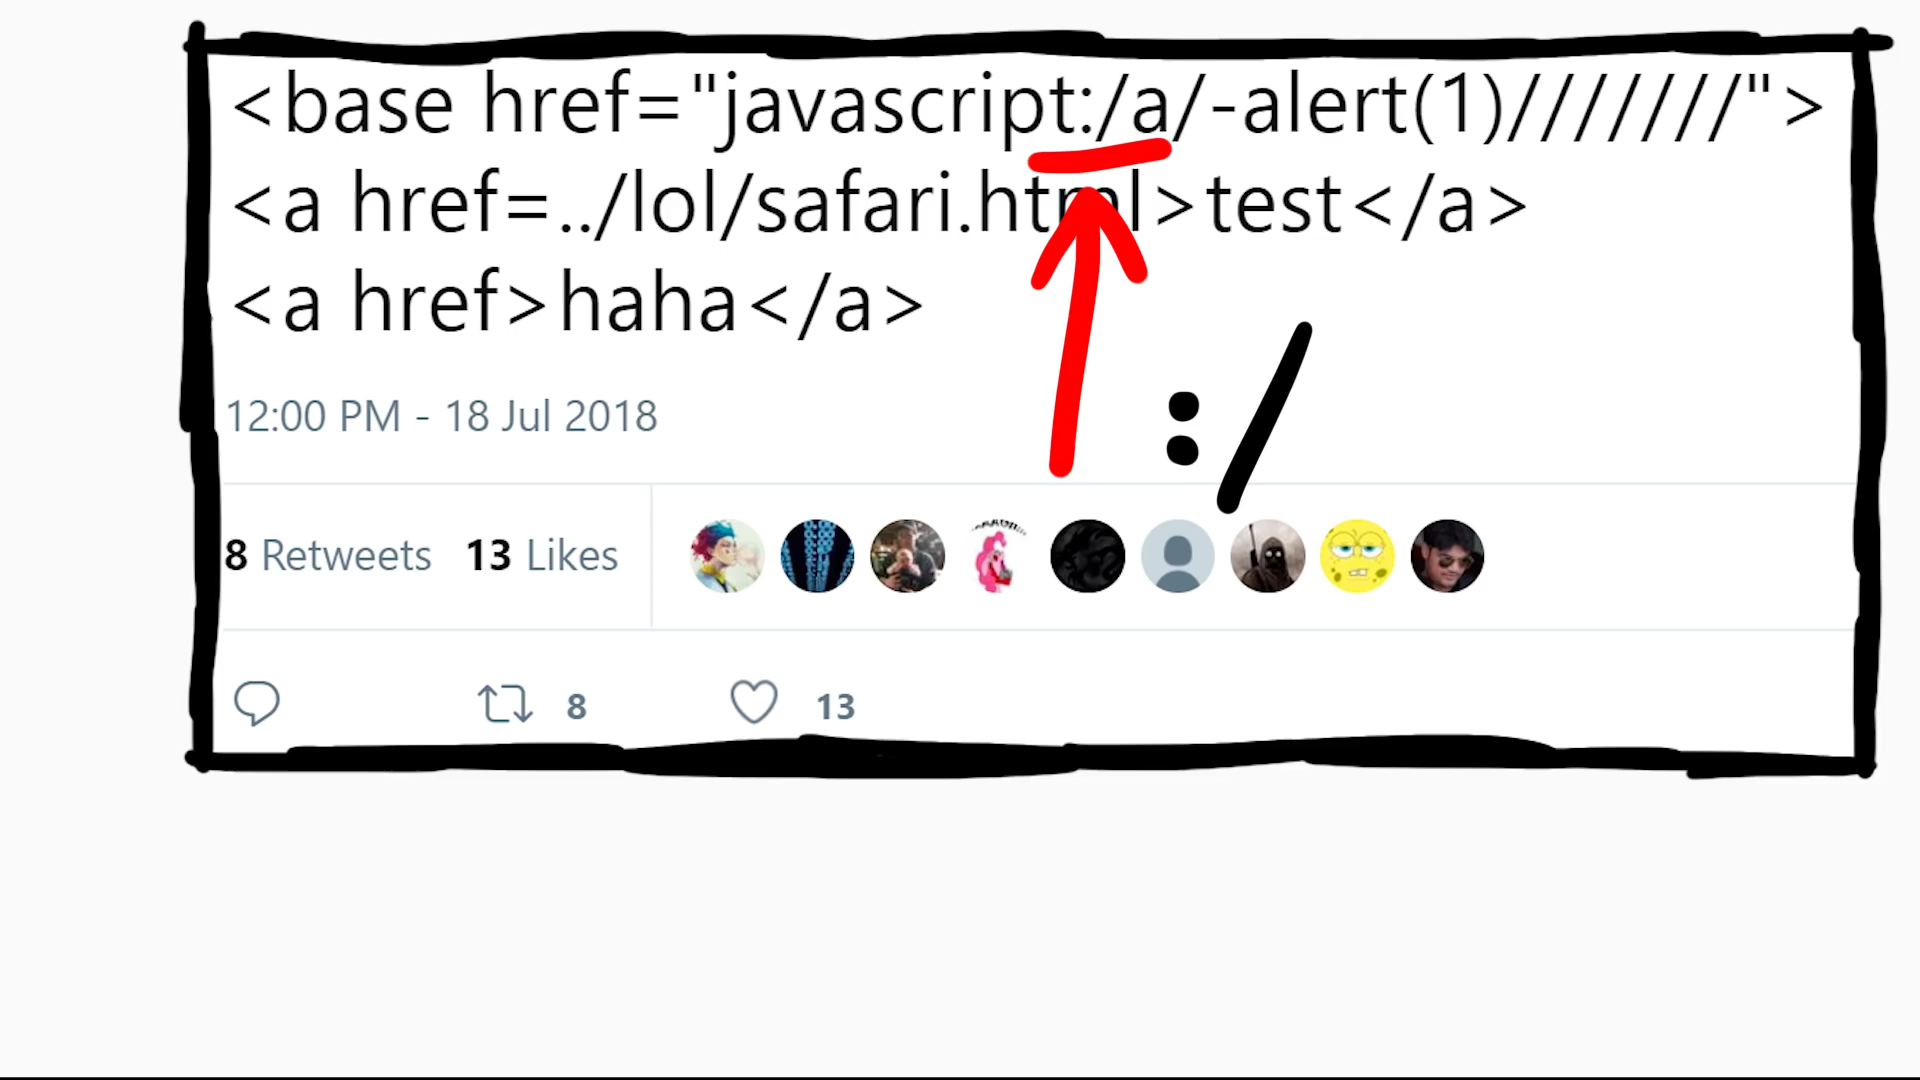 <base href="javascript:/a/-alert(1)///////">
<a href=../lol/safari.html>test</a>
<a href>haha</a>
:/
12:00 PM - 18 Jul 2018
8 Retweets 13 Likes
8 13